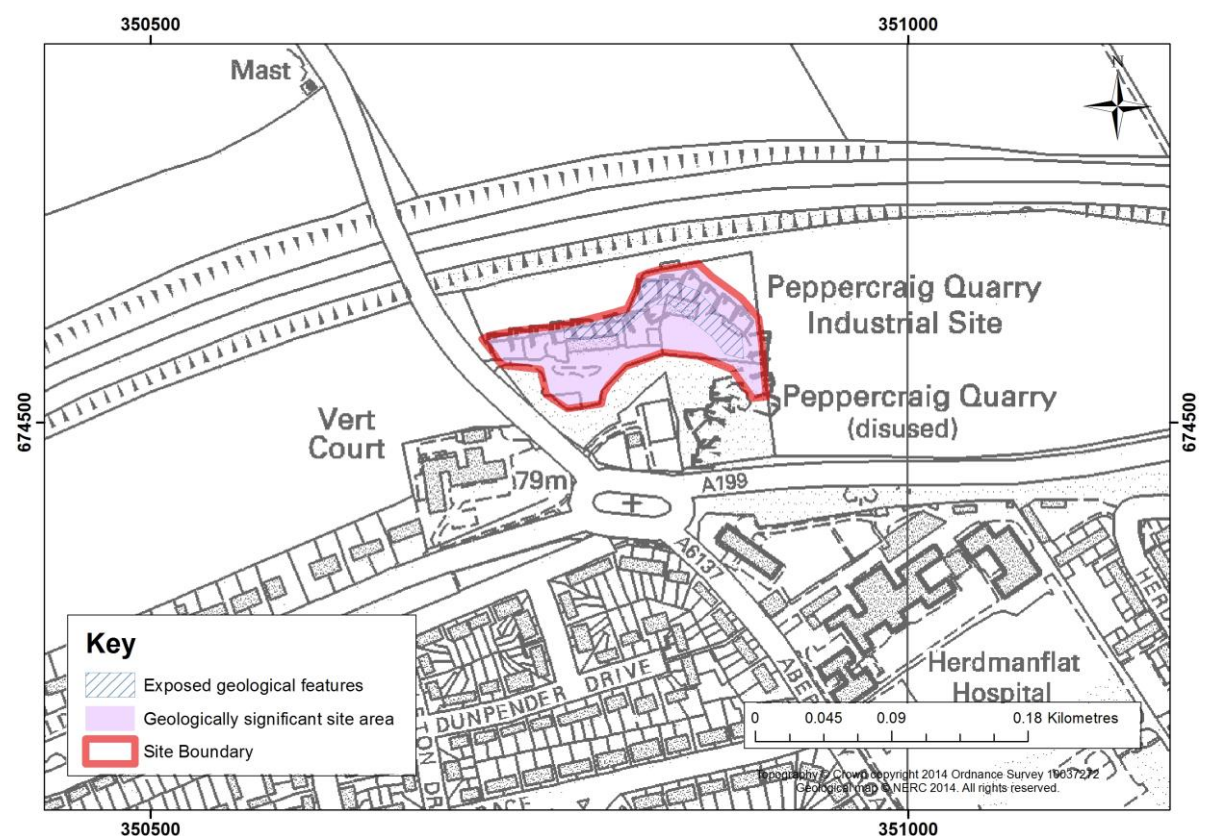 350500
351000
Mast
N
Peppercraig Quarry
Industrial Site
Peppercraig Quarry
(disused)
674500
674500
Vert
Court
79m
A199
A6137
Key
Exposed geological features
Geologically significant site area
Site Boundary
DUNPENDER DRIVE
Herdmanflat
Hospital
0 0.045 0.09 0.18 Kilometres
Topography © Crown copyright 2014 Ordnance Survey 10037272
Geological map © NERC 2014. All rights reserved.
350500
351000